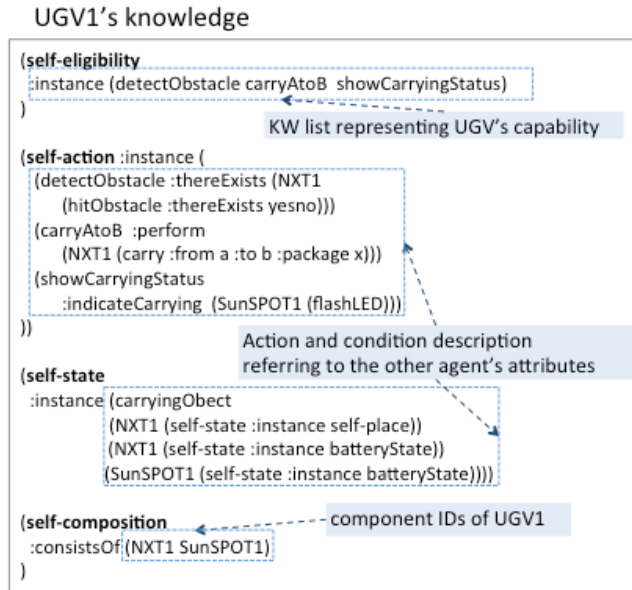 UGV1's knowledge
(self-eligibility
:instance (detectObstacle carryAtoB showCarryingStatus)
)
KW list representing UGV's capability
(self-action :instance (
(detectObstacle :thereExists (NXT1
(hitObstacle :thereExists yesno)))
(carryAtoB :perform
(NXT1 (carry :from a :to b :package x)))
(showCarryingStatus
:indicateCarrying (SunSPOT1 (flashLED)))
))
Action and condition description
referring to the other agent's attributes
(self-state
:instance (carryingObect
(NXT1 (self-state :instance self-place))
(NXT1 (self-state :instance batteryState))
(SunSPOT1 (self-state :instance batteryState))))
(self-composition
:consistsOf (NXT1 SunSPOT1)
)
component IDs of UGV1